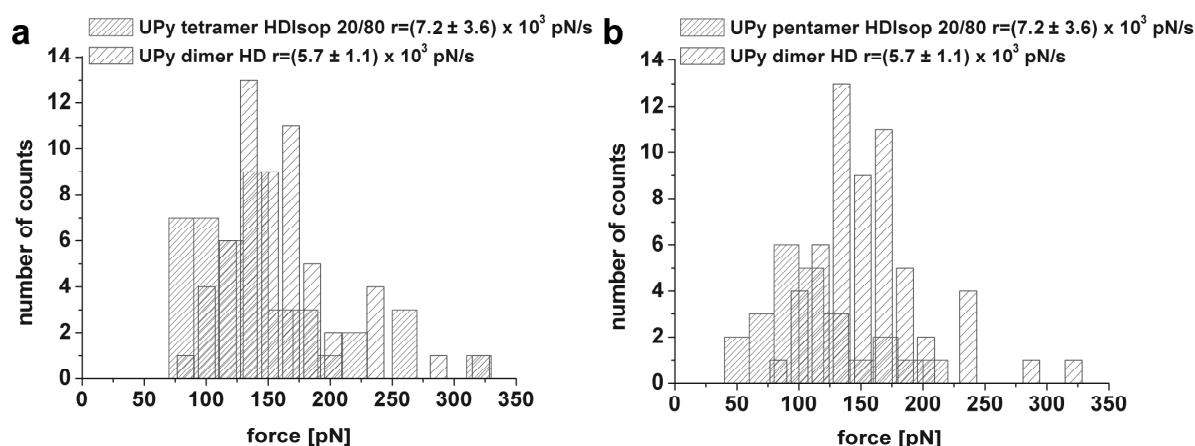 a
UPy tetramer HDIsop 20/80 r=(7.2 ± 3.6) x 10³ pN/s
UPy dimer HD r=(5.7 ± 1.1) x 10³ pN/s
14
12
10
8
6
4
2
0
number of counts
0 50 100 150 200 250 300 350
force [pN]
b
UPy pentamer HDIsop 20/80 r=(7.2 ± 3.6) x 10³ pN/s
UPy dimer HD r=(5.7 ± 1.1) x 10³ pN/s
14
12
10
8
6
4
2
0
number of counts
0 50 100 150 200 250 300 350
force [pN]